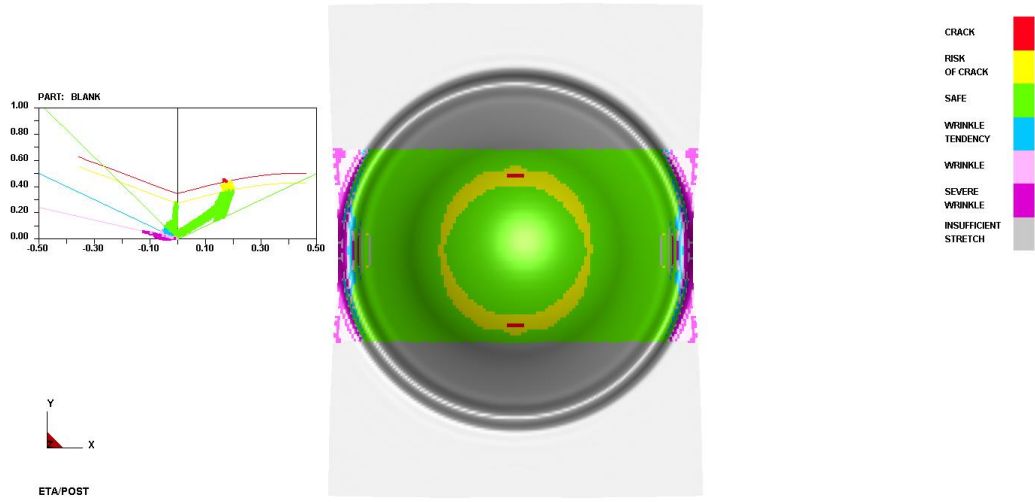 PART: BLANK
1.00
0.80
0.60
0.40
0.20
0.00
-0.50 -0.30 -0.10 0.10 0.30 0.50
CRACK
RISK
OF CRACK
SAFE
WRINKLE
TENDENCY
WRINKLE
SEVERE
WRINKLE
INSUFFICIENT
STRETCH
Y
X
ETA/POST